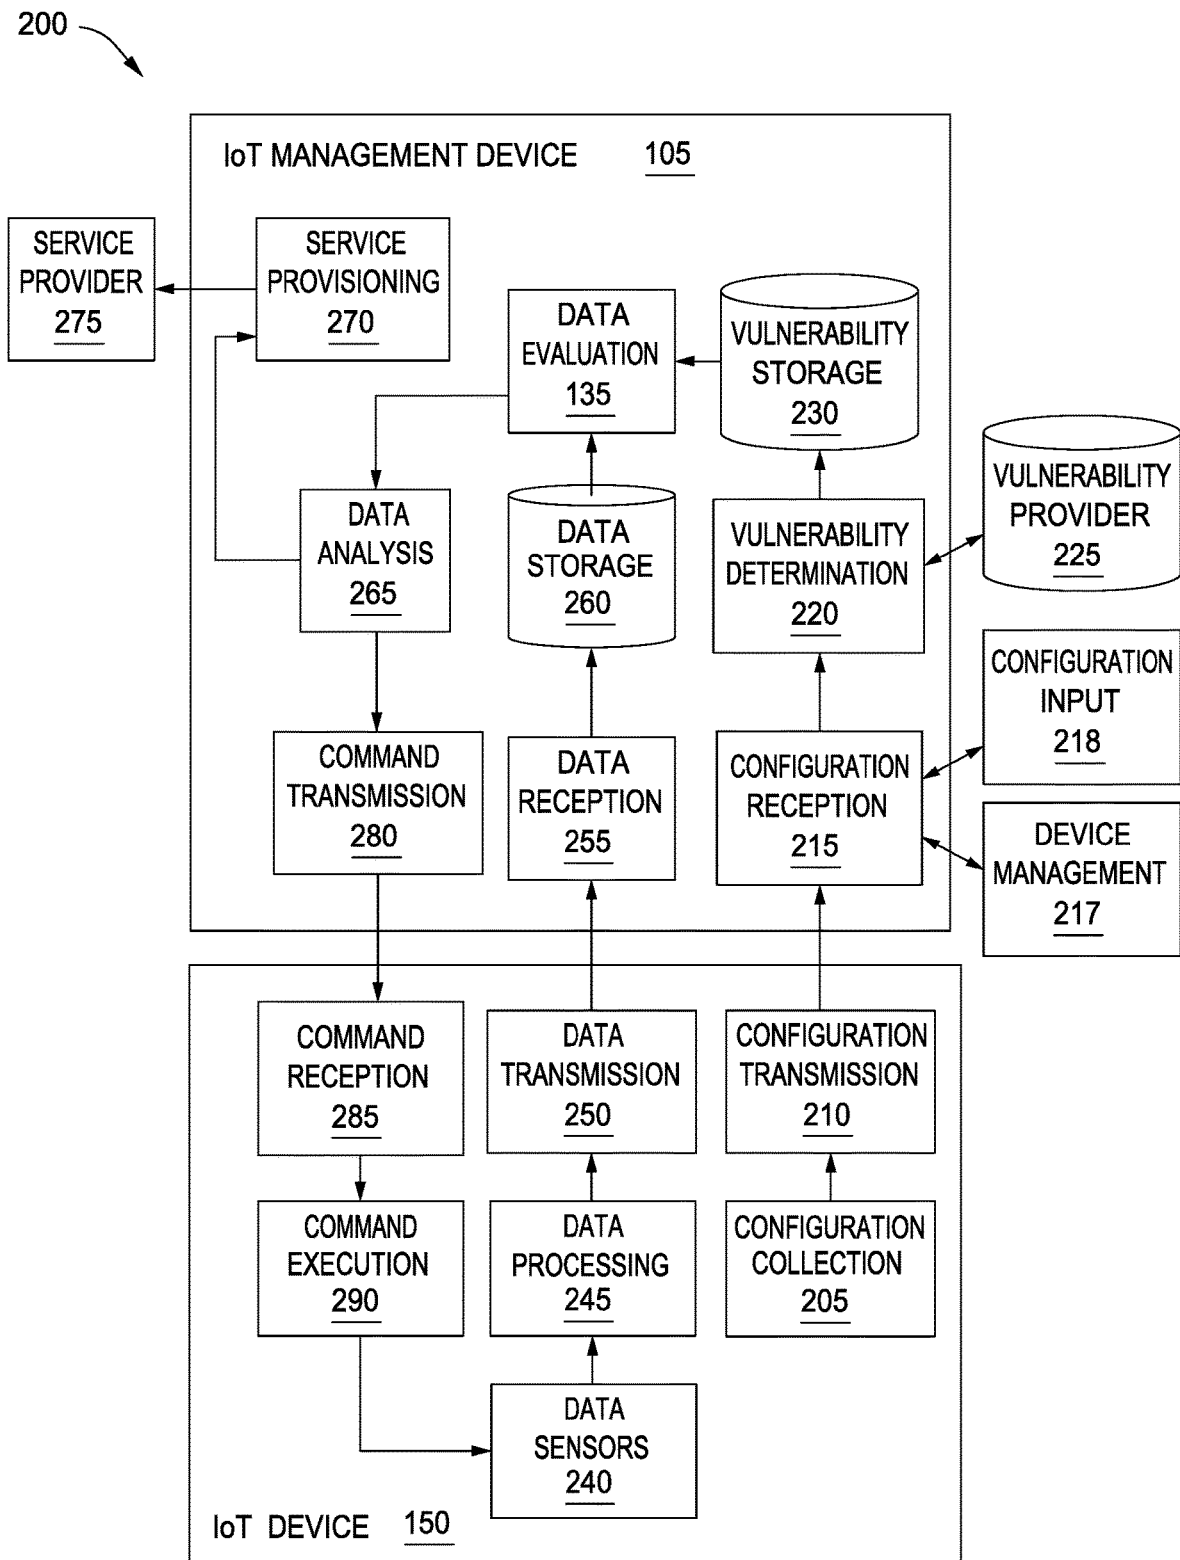 200
IoT MANAGEMENT DEVICE 105
SERVICE
PROVIDER
275
SERVICE
PROVISIONING
270
DATA
EVALUATION
135
VULNERABILITY
STORAGE
230
VULNERABILITY
PROVIDER
225
DATA
ANALYSIS
265
DATA
STORAGE
260
VULNERABILITY
DETERMINATION
220
CONFIGURATION
INPUT
218
COMMAND
TRANSMISSION
280
DATA
RECEPTION
255
CONFIGURATION
RECEPTION
215
DEVICE
MANAGEMENT
217
COMMAND
RECEPTION
285
DATA
TRANSMISSION
250
CONFIGURATION
TRANSMISSION
210
COMMAND
EXECUTION
290
DATA
PROCESSING
245
CONFIGURATION
COLLECTION
205
DATA
SENSORS
240
IoT DEVICE 150